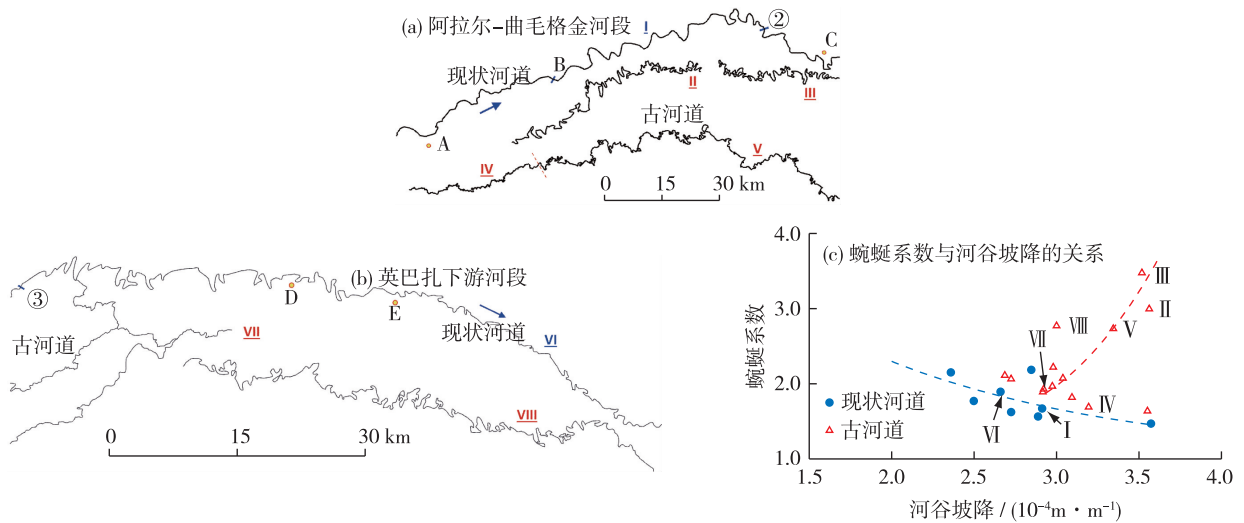 (a) 阿拉尔-曲毛格金河段
I
②
C
B
现状河道
II
III
A
古河道
IV
V
0 15 30 km
③
(b) 英巴扎下游河段
D
E
现状河道
古河道
VII
VI
VIII
0 15 30 km
(c) 蜿蜒系数与河谷坡降的关系
蜿蜒系数
4.0
3.0
2.0
1.0
Ⅲ
Ⅱ
Ⅷ
Ⅴ
Ⅶ
Ⅳ
Ⅵ
Ⅰ
现状河道
古河道
1.5 2.0 2.5 3.0 3.5 4.0
河谷坡降 / (10⁻⁴m·m⁻¹)